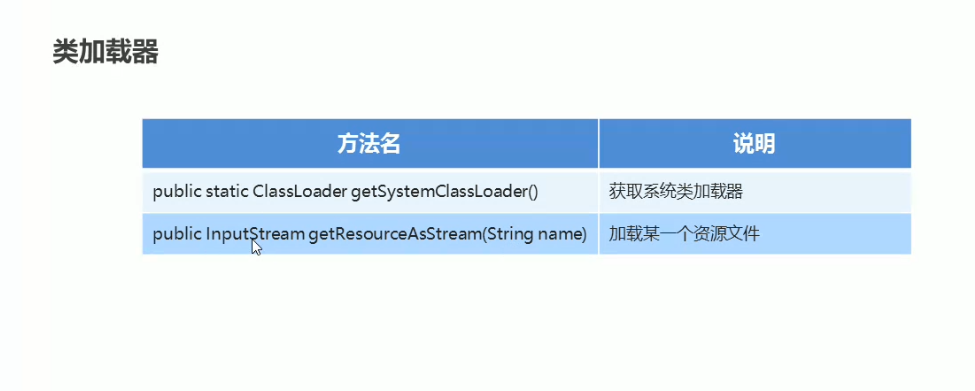 类加载器
方法名 说明
public static ClassLoader getSystemClassLoader() 获取系统类加载器
public InputStream getResourceAsStream(String name) 加载某一个资源文件